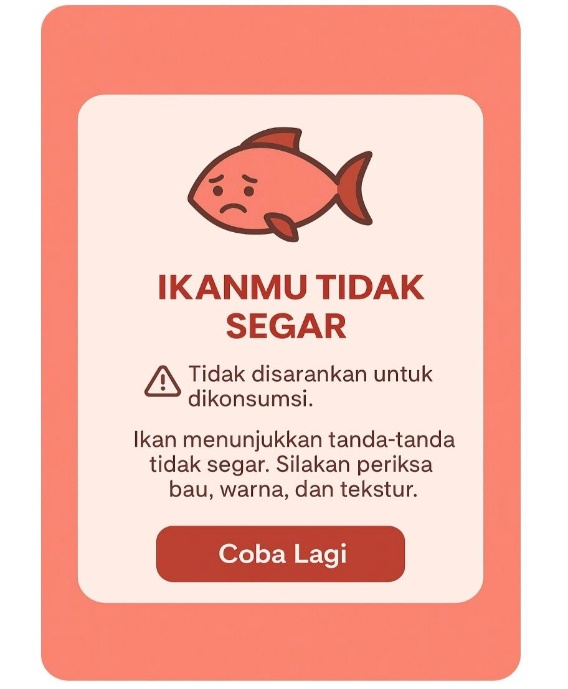 IKANMU TIDAK
SEGAR
Tidak disarankan untuk
dikonsumsi.
Ikan menunjukkan tanda-tanda
tidak segar. Silakan periksa
bau, warna, dan tekstur.
Coba Lagi